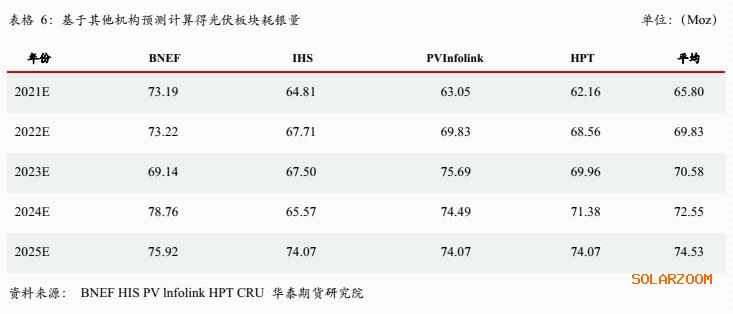 表格 6：基于其他机构预测计算得光伏板块耗银量 单位：（Moz）
年份 BNEF IHS PVInfolink HPT 平均
2021E 73.19 64.81 63.05 62.16 65.80
2022E 73.22 67.71 69.83 68.56 69.83
2023E 69.14 67.50 75.69 69.96 70.58
2024E 78.76 65.57 74.49 71.38 72.55
2025E 75.92 74.07 74.07 74.07 74.53
资料来源： BNEF HIS PV lnfolink HPT CRU 华泰期货研究院
SOLARZOOM